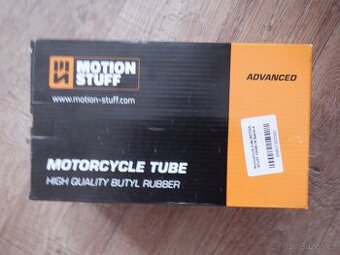 MOTION
STUFF
www.motion-stuff.com
ADVANCED
MOTORCYCLE TUBE
HIGH QUALITY BUTYL RUBBER